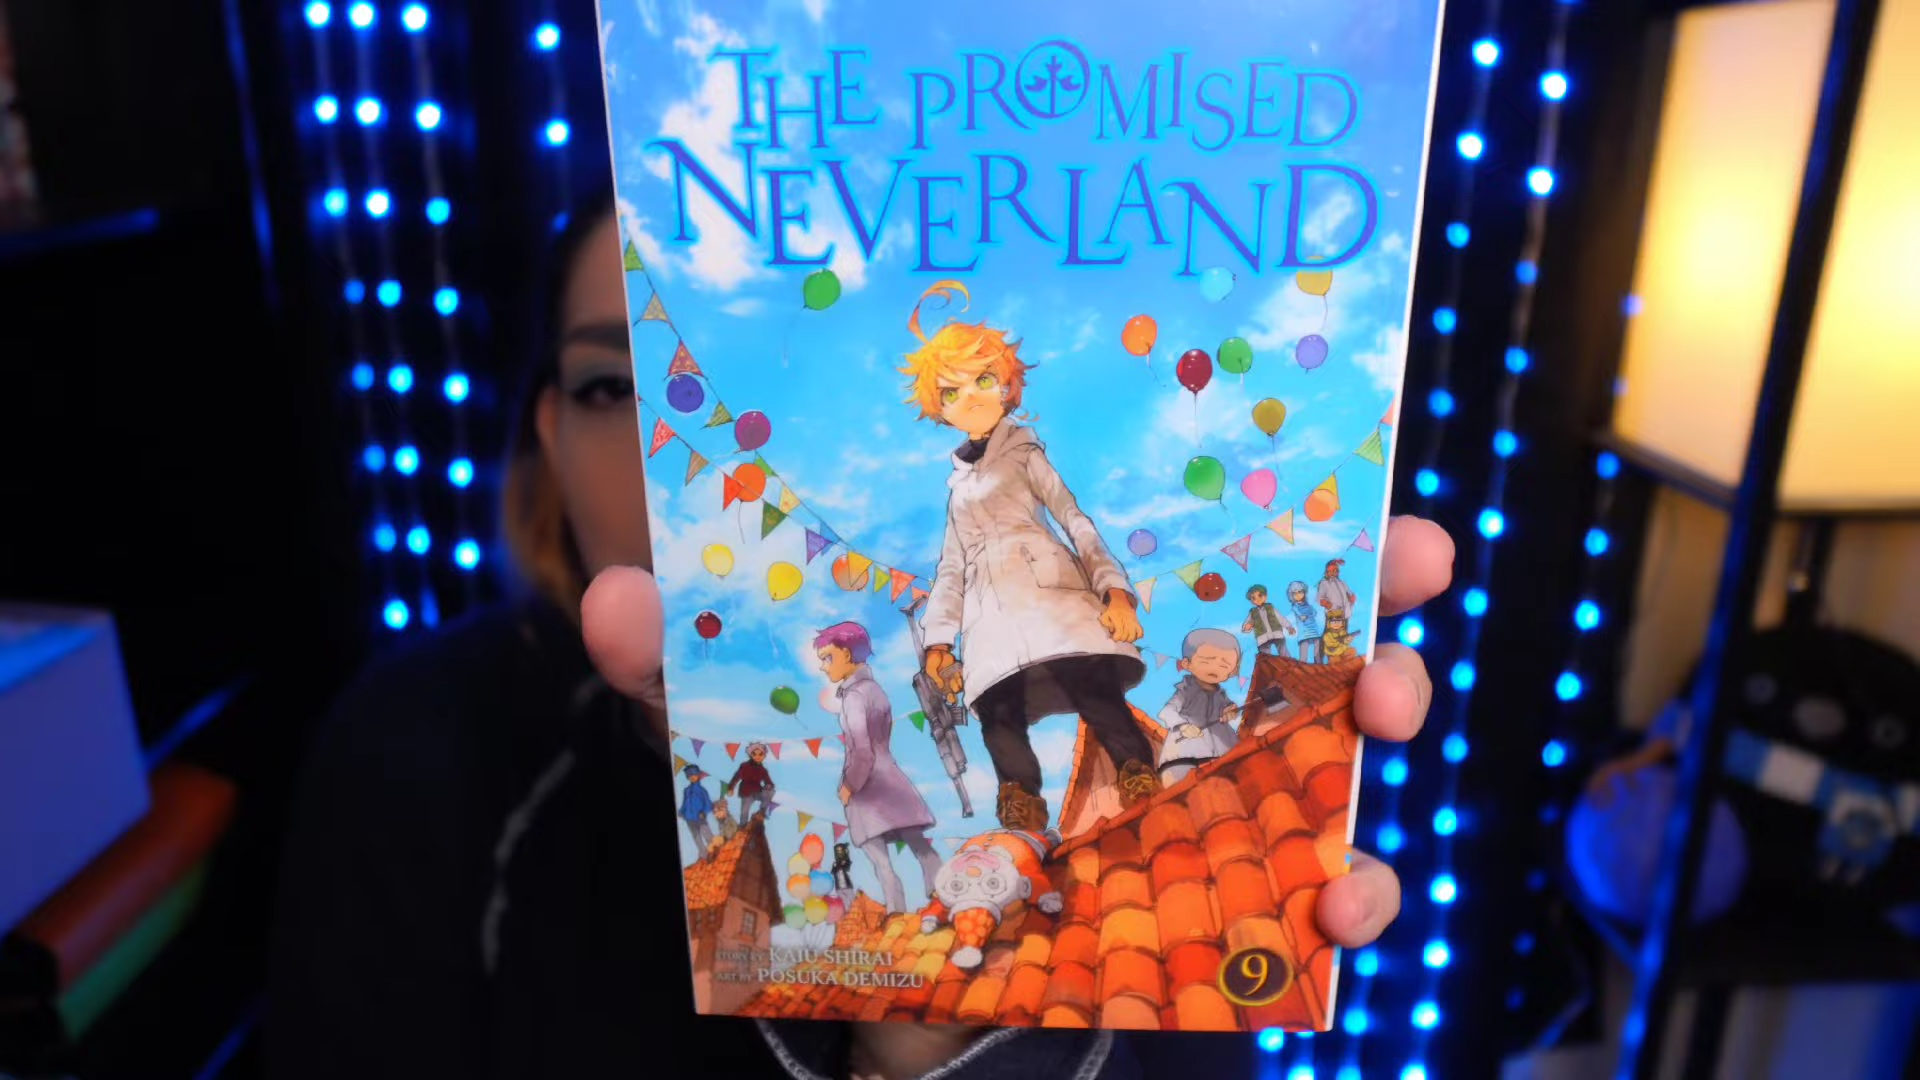 THE PROMISED
NEVERLAND
STORY BY KAIU SHIRAI
ART BY POSUKA DEMIZU
9